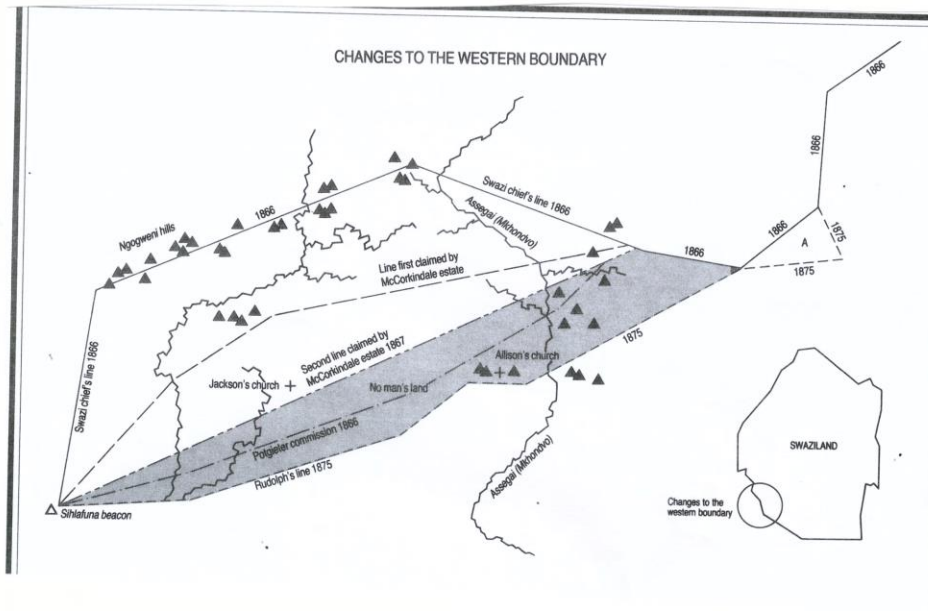 CHANGES TO THE WESTERN BOUNDARY
1866
1866
Swazi chief's line 1866
1866
Ngogweni hills
Assegai (Mkhondvo)
1866
1866
A
1875
1875
Line first claimed by
McCorkindale estate
Second line claimed by
McCorkindale estate 1867
1875
Allison's church
Jackson's church
No man's land
Swazi chief's line 1866
Potgieter commission 1866
Rudolph's line 1875
Assegai (Mkhondvo)
SWAZILAND
Changes to the
western boundary
Sihlafuna beacon